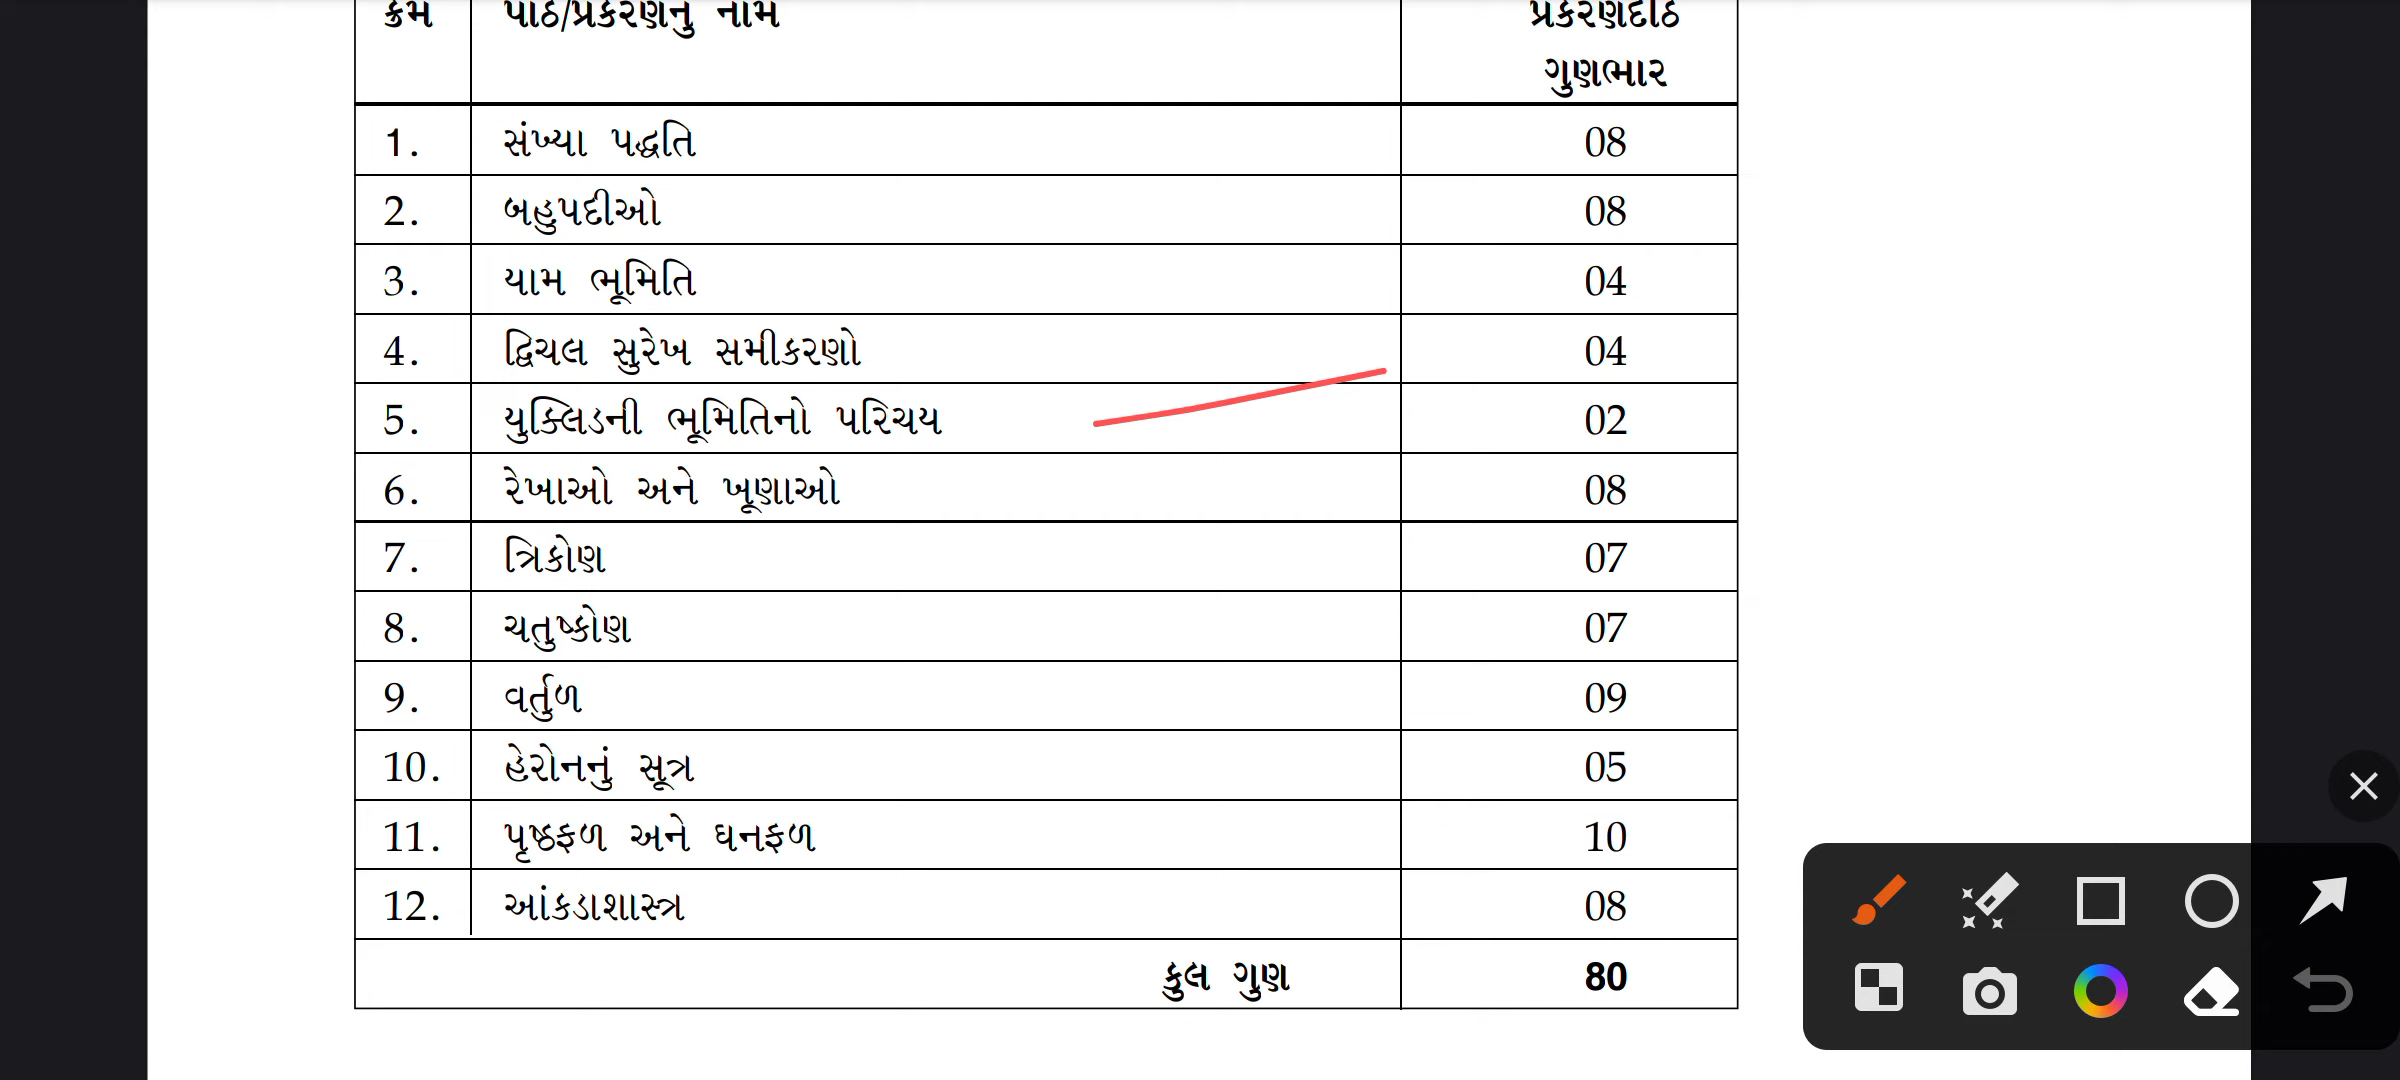 ક્રમ પાઠ/પ્રકરણનું નામ પ્રકરણદીઠ
ગુણભાર
1. સંખ્યા પદ્ધતિ 08
2. બહુપદીઓ 08
3. યામ ભૂમિતિ 04
4. દ્વિચલ સુરેખ સમીકરણો 04
5. યુક્લિડની ભૂમિતિનો પરિચય 02
6. રેખાઓ અને ખૂણાઓ 08
7. ત્રિકોણ 07
8. ચતુષ્કોણ 07
9. વર્તુળ 09
10. હેરોનનું સૂત્ર 05
11. પૃષ્ઠફળ અને ઘનફળ 10
12. આંકડાશાસ્ત્ર 08
કુલ ગુણ 80